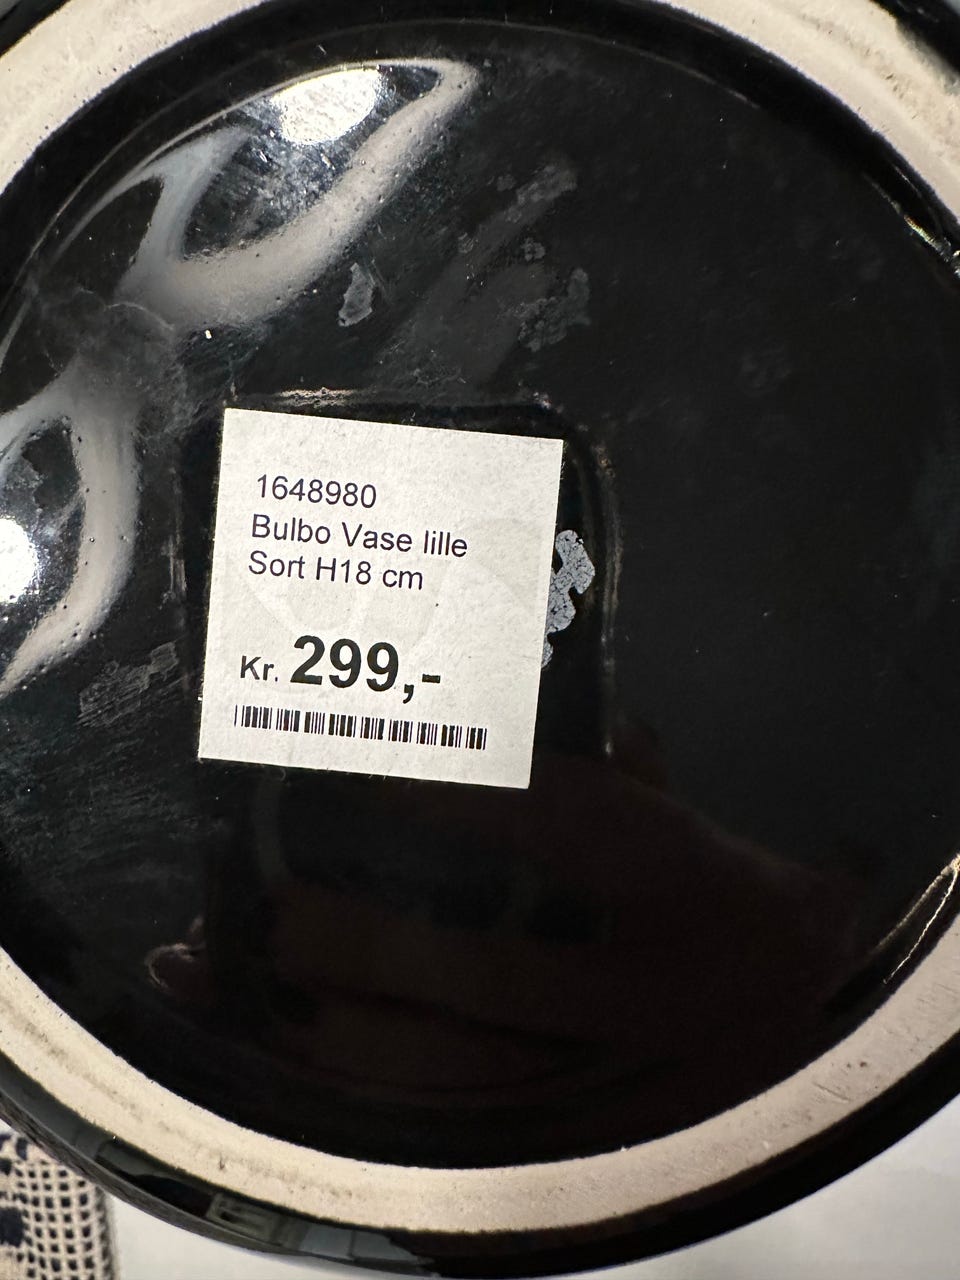 1648980
Bulbo Vase lille
Sort H18 cm
Kr. 299,-